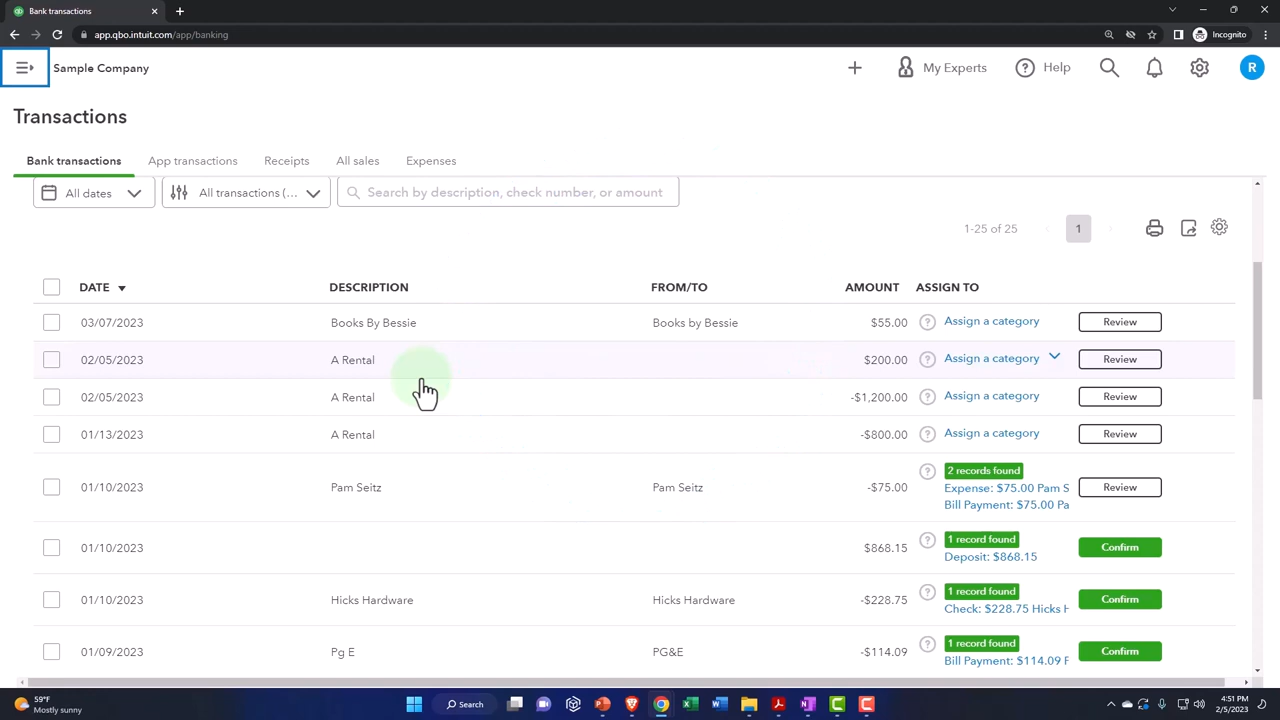 Bank transactions
app.qbo.intuit.com/app/banking
Incognito
Sample Company
My Experts
Help
R
Transactions
Bank transactions
App transactions
Receipts
All sales
Expenses
All dates
All transactions (...
Search by description, check number, or amount
1-25 of 25
1
DATE DESCRIPTION FROM/TO AMOUNT ASSIGN TO
03/07/2023 Books By Bessie Books by Bessie $55.00 Assign a category Review
02/05/2023 A Rental $200.00 Assign a category Review
02/05/2023 A Rental -$1,200.00 Assign a category Review
01/13/2023 A Rental -$800.00 Assign a category Review
2 records found
01/10/2023 Pam Seitz Pam Seitz -$75.00 Expense: $75.00 Pam S Review
Bill Payment: $75.00 Pa
1 record found
01/10/2023 $868.15 Deposit: $868.15 Confirm
1 record found
01/10/2023 Hicks Hardware Hicks Hardware -$228.75 Check: $228.75 Hicks H Confirm
1 record found
01/09/2023 Pg E PG&E -$114.09 Bill Payment: $114.09 P Confirm
59°F
Mostly sunny
Search
4:51 PM
2/5/2023